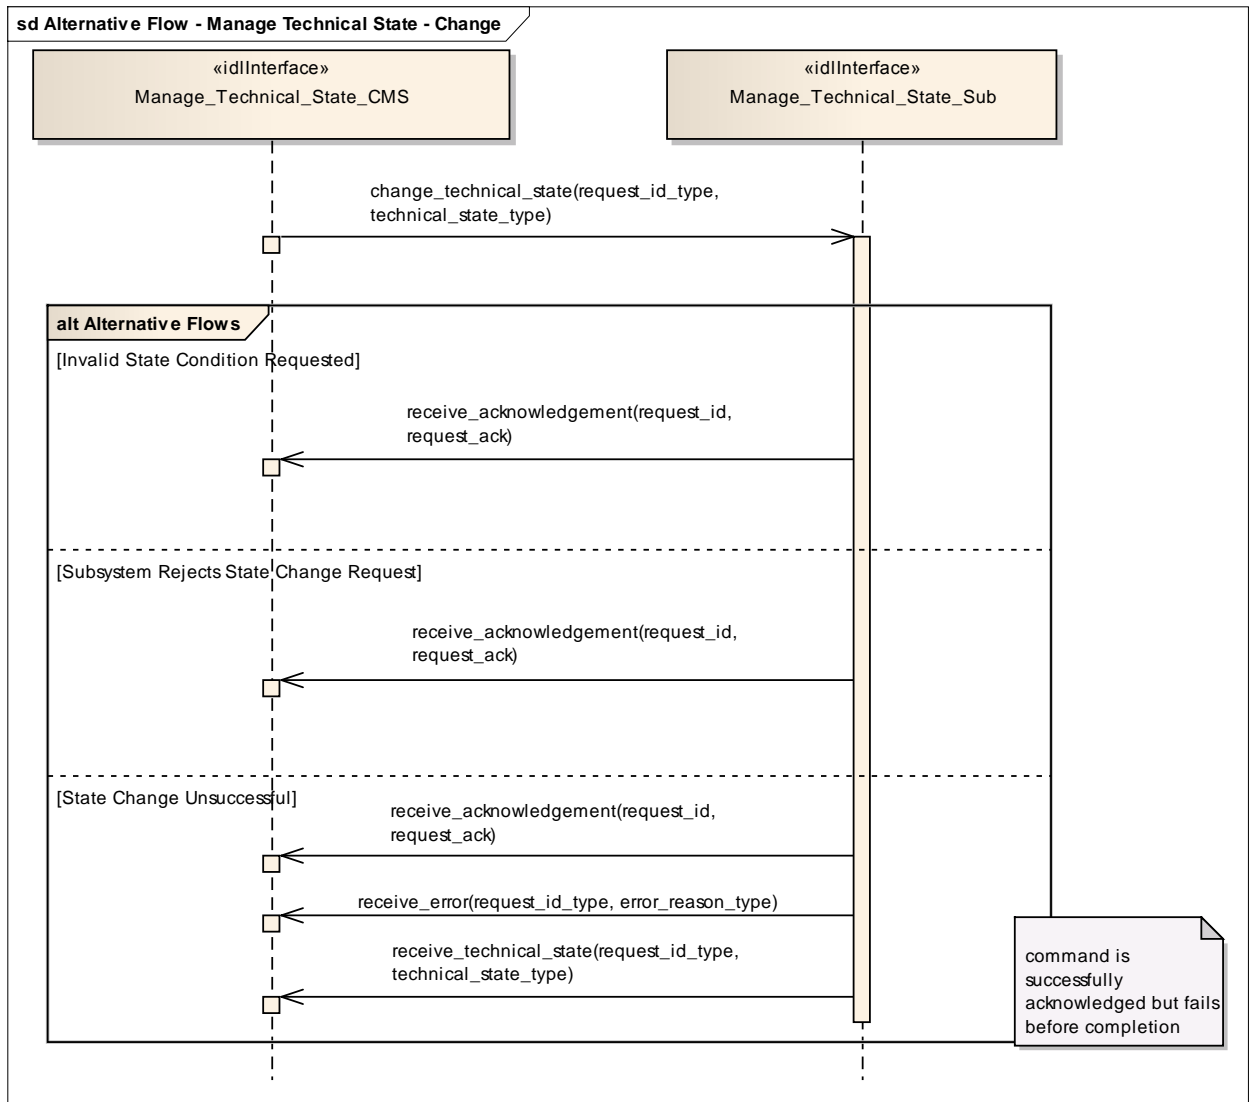 sd Alternative Flow - Manage Technical State - Change
«idlInterface»
Manage_Technical_State_CMS
«idlInterface»
Manage_Technical_State_Sub
change_technical_state(request_id_type,
technical_state_type)
alt Alternative Flows
[Invalid State Condition Requested]
receive_acknowledgement(request_id,
request_ack)
[Subsystem Rejects State Change Request]
receive_acknowledgement(request_id,
request_ack)
[State Change Unsuccessful]
receive_acknowledgement(request_id,
request_ack)
receive_error(request_id_type, error_reason_type)
receive_technical_state(request_id_type,
technical_state_type)
command is
successfully
acknowledged but fails
before completion